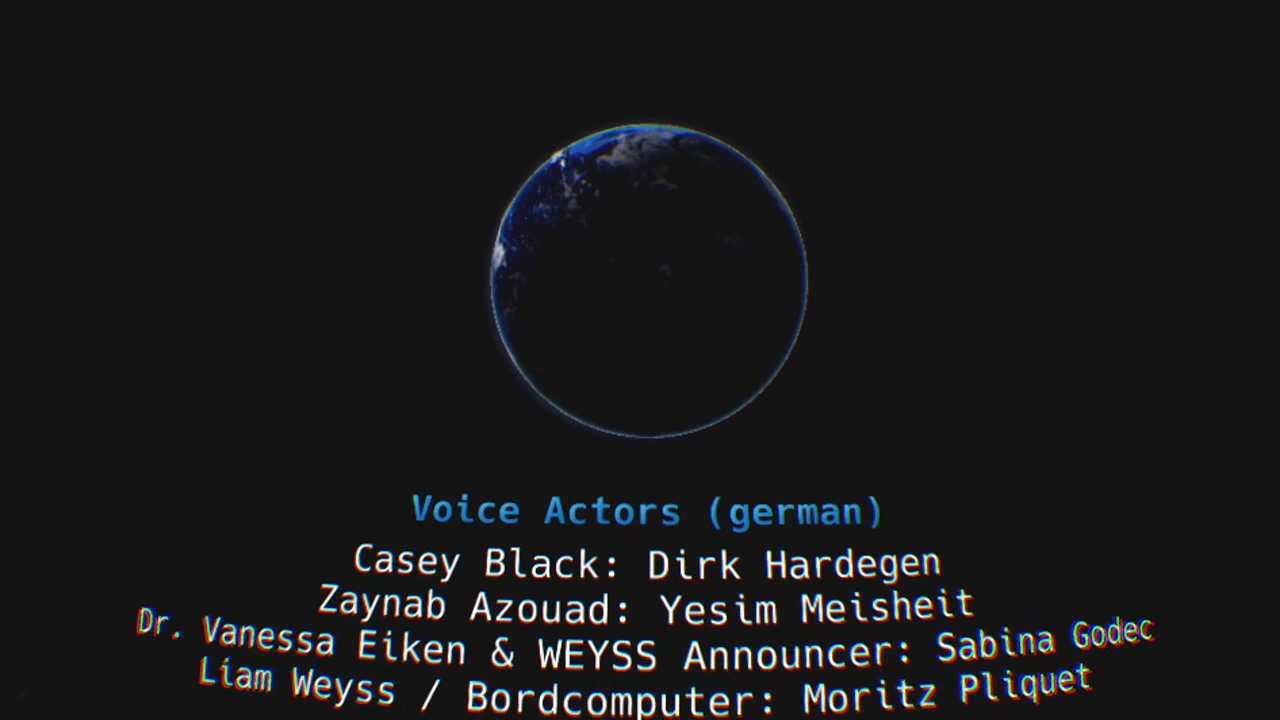 Voice Actors (german)
Casey Black: Dirk Hardegen
Zaynab Azouad: Yesim Meisheit
Dr. Vanessa Eiken & WEYSS Announcer: Sabina Godec
Liam Weyss / Bordcomputer: Moritz Pliquet